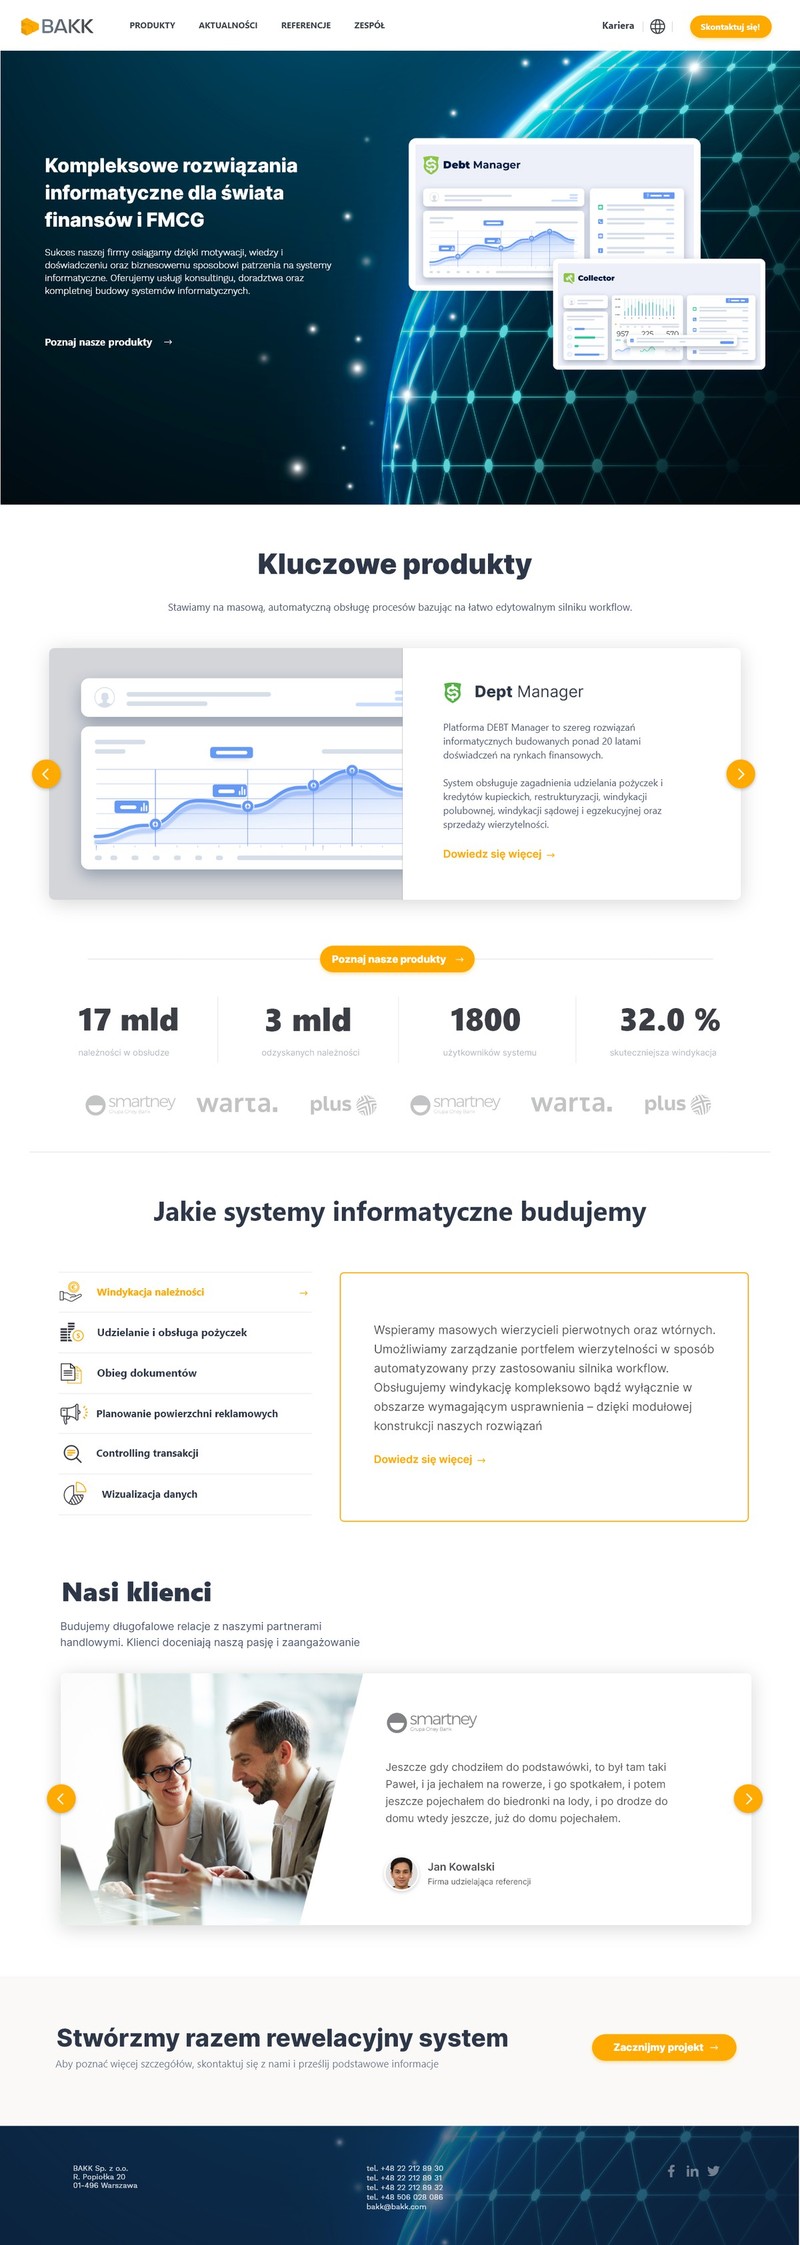 BAKK
PRODUKTY AKTUALNOŚCI REFERENCJE ZESPÓŁ
Kariera
Skontaktuj się!
Kompleksowe rozwiązania
informatyczne dla świata
finansów i FMCG
Sukces naszej firmy osiągamy dzięki motywacji, wiedzy i
doświadczeniu oraz biznesowemu sposobowi patrzenia na systemy
informatyczne. Oferujemy usługi konsultingu, doradztwa oraz
kompletnej budowy systemów informatycznych.
Poznaj nasze produkty →
Debt Manager
Collector
957 225 570
Kluczowe produkty
Stawiamy na masową, automatyczną obsługę procesów bazując na łatwo edytowalnym silniku workflow.
Dept Manager
Platforma DEBT Manager to szereg rozwiązań
informatycznych budowanych ponad 20 latami
doświadczeń na rynkach finansowych.
System obsługuje zagadnienia udzielania pożyczek i
kredytów kupieckich, restrukturyzacji, windykacji
polubownej, windykacji sądowej i egzekucyjnej oraz
sprzedaży wierzytelności.
Dowiedz się więcej →
Poznaj nasze produkty →
17 mld 3 mld 1800 32.0 %
należności w obsłudze odzyskanych należności użytkowników systemu skuteczniejsza windykacja
smartney warta. plus smartney warta. plus
Jakie systemy informatyczne budujemy
Windykacja należności →
Udzielanie i obsługa pożyczek
Obieg dokumentów
Planowanie powierzchni reklamowych
Controlling transakcji
Wizualizacja danych
Wspieramy masowych wierzycieli pierwotnych oraz wtórnych.
Umożliwiamy zarządzanie portfelem wierzytelności w sposób
automatyzowany przy zastosowaniu silnika workflow.
Obsługujemy windykację kompleksowo bądź wyłącznie w
obszarze wymagającym usprawnienia – dzięki modułowej
konstrukcji naszych rozwiązań
Dowiedz się więcej →
Nasi klienci
Budujemy długofalowe relacje z naszymi partnerami
handlowymi. Klienci doceniają naszą pasję i zaangażowanie
smartney
Jeszcze gdy chodziłem do podstawówki, to był tam taki
Paweł, i ja jechałem na rowerze, i go spotkałem, i potem
jeszcze pojechałem do biedronki na lody, i po drodze do
domu wtedy jeszcze, już do domu pojechałem.
Jan Kowalski
Firma udzielająca referencji
Stwórzmy razem rewelacyjny system
Aby poznać więcej szczegółów, skontaktuj się z nami i prześlij podstawowe informacje
Zacznijmy projekt →
BAKK Sp. z o.o.
R. Popiołka 20
01-496 Warszawa
tel. +48 22 212 89 30
tel. +48 22 212 89 31
tel. +48 22 212 89 32
tel. +48 506 028 086
bakk@bakk.com